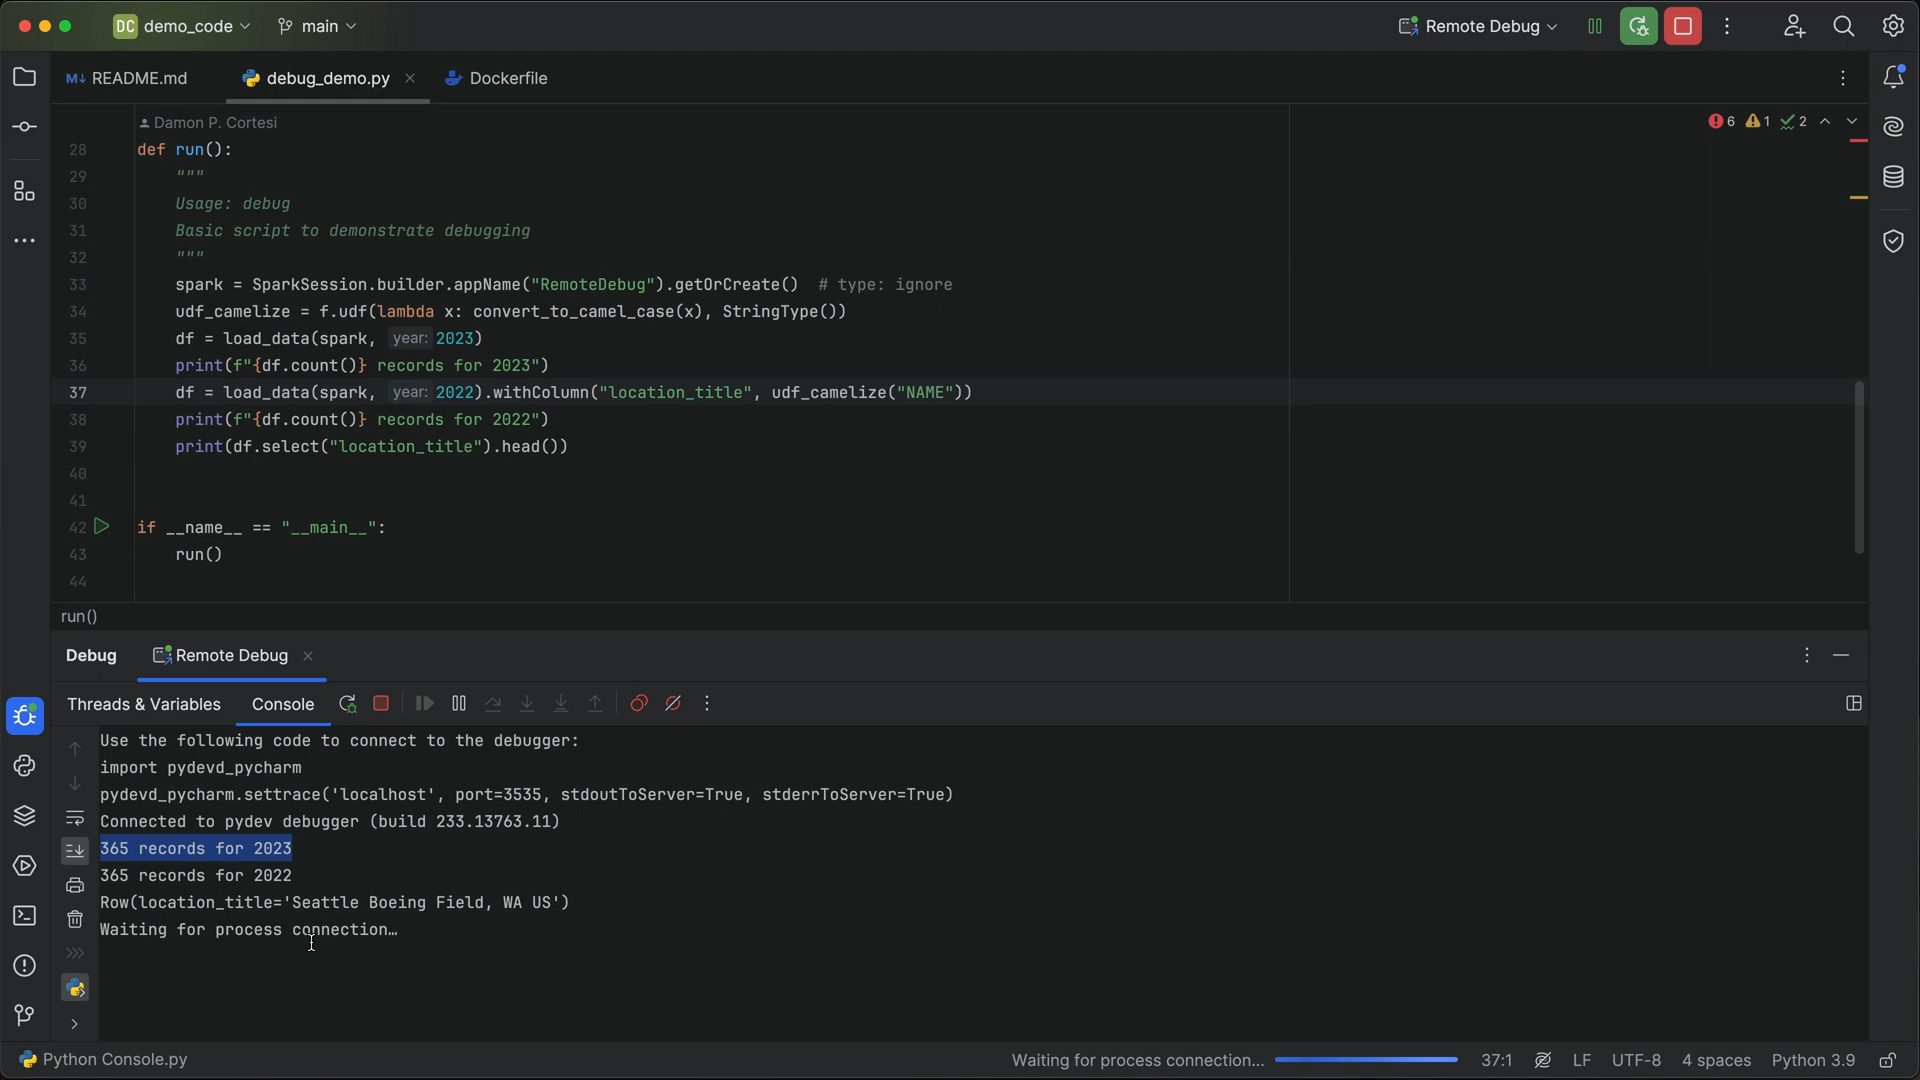 DC demo_code
main
Remote Debug
README.md
debug_demo.py
Dockerfile
Damon P. Cortesi
6 1 2
28 def run():
29 """
30 Usage: debug
31 Basic script to demonstrate debugging
32 """
33 spark = SparkSession.builder.appName("RemoteDebug").getOrCreate() # type: ignore
34 udf_camelize = f.udf(lambda x: convert_to_camel_case(x), StringType())
35 df = load_data(spark, year: 2023)
36 print(f"{df.count()} records for 2023")
37 df = load_data(spark, year: 2022).withColumn("location_title", udf_camelize("NAME"))
38 print(f"{df.count()} records for 2022")
39 print(df.select("location_title").head())
40
41
42 if __name__ == "__main__":
43 run()
44
run()
Debug
Remote Debug
Threads & Variables
Console
Use the following code to connect to the debugger:
import pydevd_pycharm
pydevd_pycharm.settrace('localhost', port=3535, stdoutToServer=True, stderrToServer=True)
Connected to pydev debugger (build 233.13763.11)
365 records for 2023
365 records for 2022
Row(location_title='Seattle Boeing Field, WA US')
Waiting for process connection…
Python Console.py
Waiting for process connection...
37:1
LF
UTF-8
4 spaces
Python 3.9